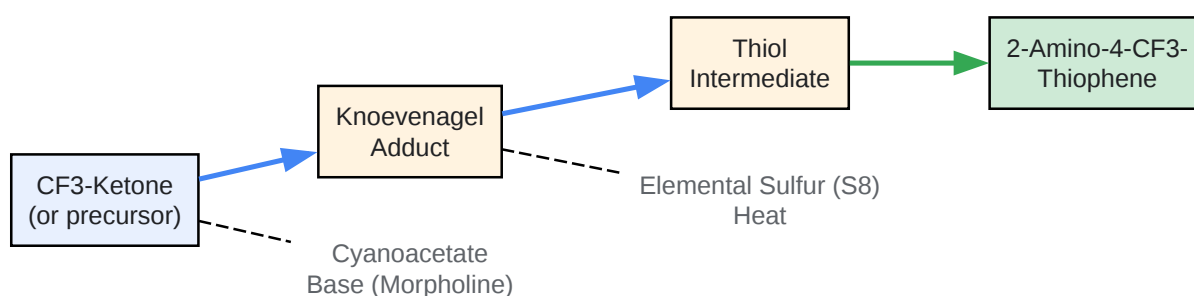 CF3-Ketone
(or precursor)
Cyanoacetate
Base (Morpholine)
Knoevenagel
Adduct
Elemental Sulfur (S8)
Heat
Thiol
Intermediate
2-Amino-4-CF3-
Thiophene